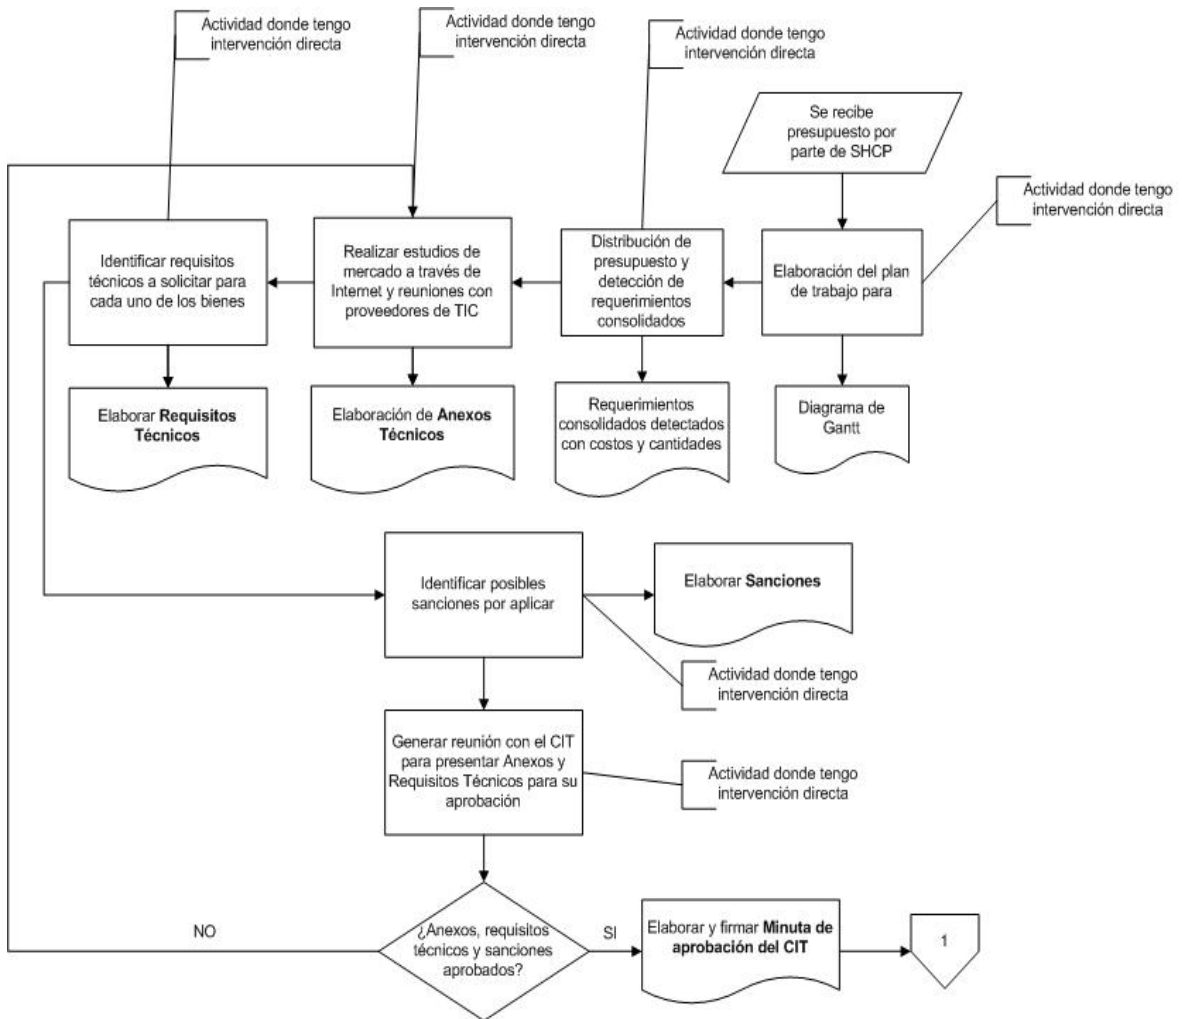 Actividad donde tengo
intervención directa
Actividad donde tengo
intervención directa
Actividad donde tengo
intervención directa
Se recibe
presupuesto por
parte de SHCP
Actividad donde tengo
intervención directa
Identificar requisitos
técnicos a solicitar para
cada uno de los bienes
Realizar estudios de
mercado a través de
Internet y reuniones con
proveedores de TIC
Distribución de
presupuesto y
detección de
requerimientos
consolidados
Elaboración del plan
de trabajo para
Elaborar Requisitos
Técnicos
Elaboración de Anexos
Técnicos
Requerimientos
consolidados detectados
con costos y cantidades
Diagrama de
Gantt
Identificar posibles
sanciones por aplicar
Elaborar Sanciones
Actividad donde tengo
intervención directa
Generar reunión con el CIT
para presentar Anexos y
Requisitos Técnicos para su
aprobación
Actividad donde tengo
intervención directa
NO
¿Anexos, requisitos
técnicos y sanciones
aprobados?
SI
Elaborar y firmar Minuta de
aprobación del CIT
1